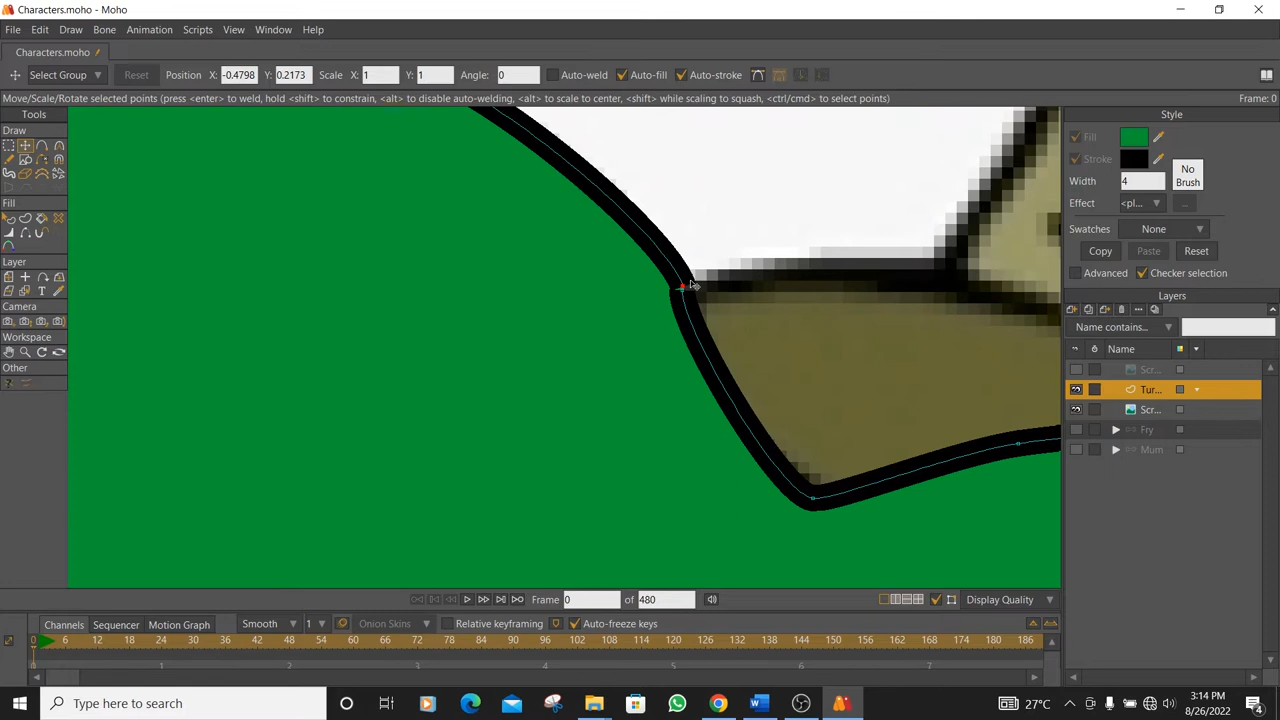 Characters.moho - Moho
File Edit Draw Bone Animation Scripts View Window Help
Characters.moho
Select Group Reset Position X: -0.4798 Y: 0.2173 Scale X: 1 Y: 1 Angle: 0 Auto-weld Auto-fill Auto-stroke
Move/Scale/Rotate selected points (press <enter> to weld, hold <shift> to constrain, <alt> to disable auto-welding, <alt> to scale to center, <shift> while scaling to squash, <ctrl/cmd> to select points) Frame: 0
Tools
Draw
Fill
Layer
Camera
Workspace
Other
Style
Fill
Stroke
Width 4
No Brush
Effect <pl...
...
Swatches None
Copy Paste Reset
Advanced Checker selection
Layers
Name contains...
Name
Scr...
Tur...
Scr...
Fry
Mum
Frame 0 of 480 Display Quality
Channels Sequencer Motion Graph Smooth 1 Onion Skins Relative keyframing Auto-freeze keys
0 6 12 18 24 30 36 42 48 54 60 66 72 78 84 90 96 102 108 114 120 126 132 138 144 150 156 162 168 174 180 186
0 1 2 3 4 5 6 7
Type here to search
27°C
3:14 PM
8/26/2022
4